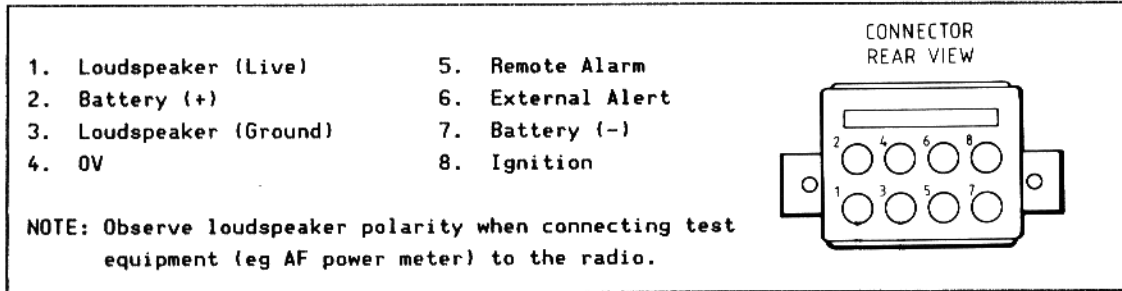 1. Loudspeaker (Live)
2. Battery (+)
3. Loudspeaker (Ground)
4. 0V
5. Remote Alarm
6. External Alert
7. Battery (-)
8. Ignition
NOTE: Observe loudspeaker polarity when connecting test
equipment (eg AF power meter) to the radio.
CONNECTOR
REAR VIEW
2 4 6 8
1 3 5 7